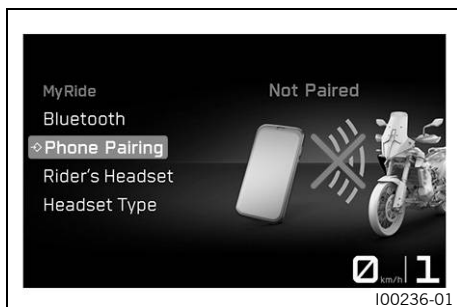 MyRide
Not Paired
Bluetooth
Phone Pairing
Rider's Headset
Headset Type
0 km/h 1
I00236-01